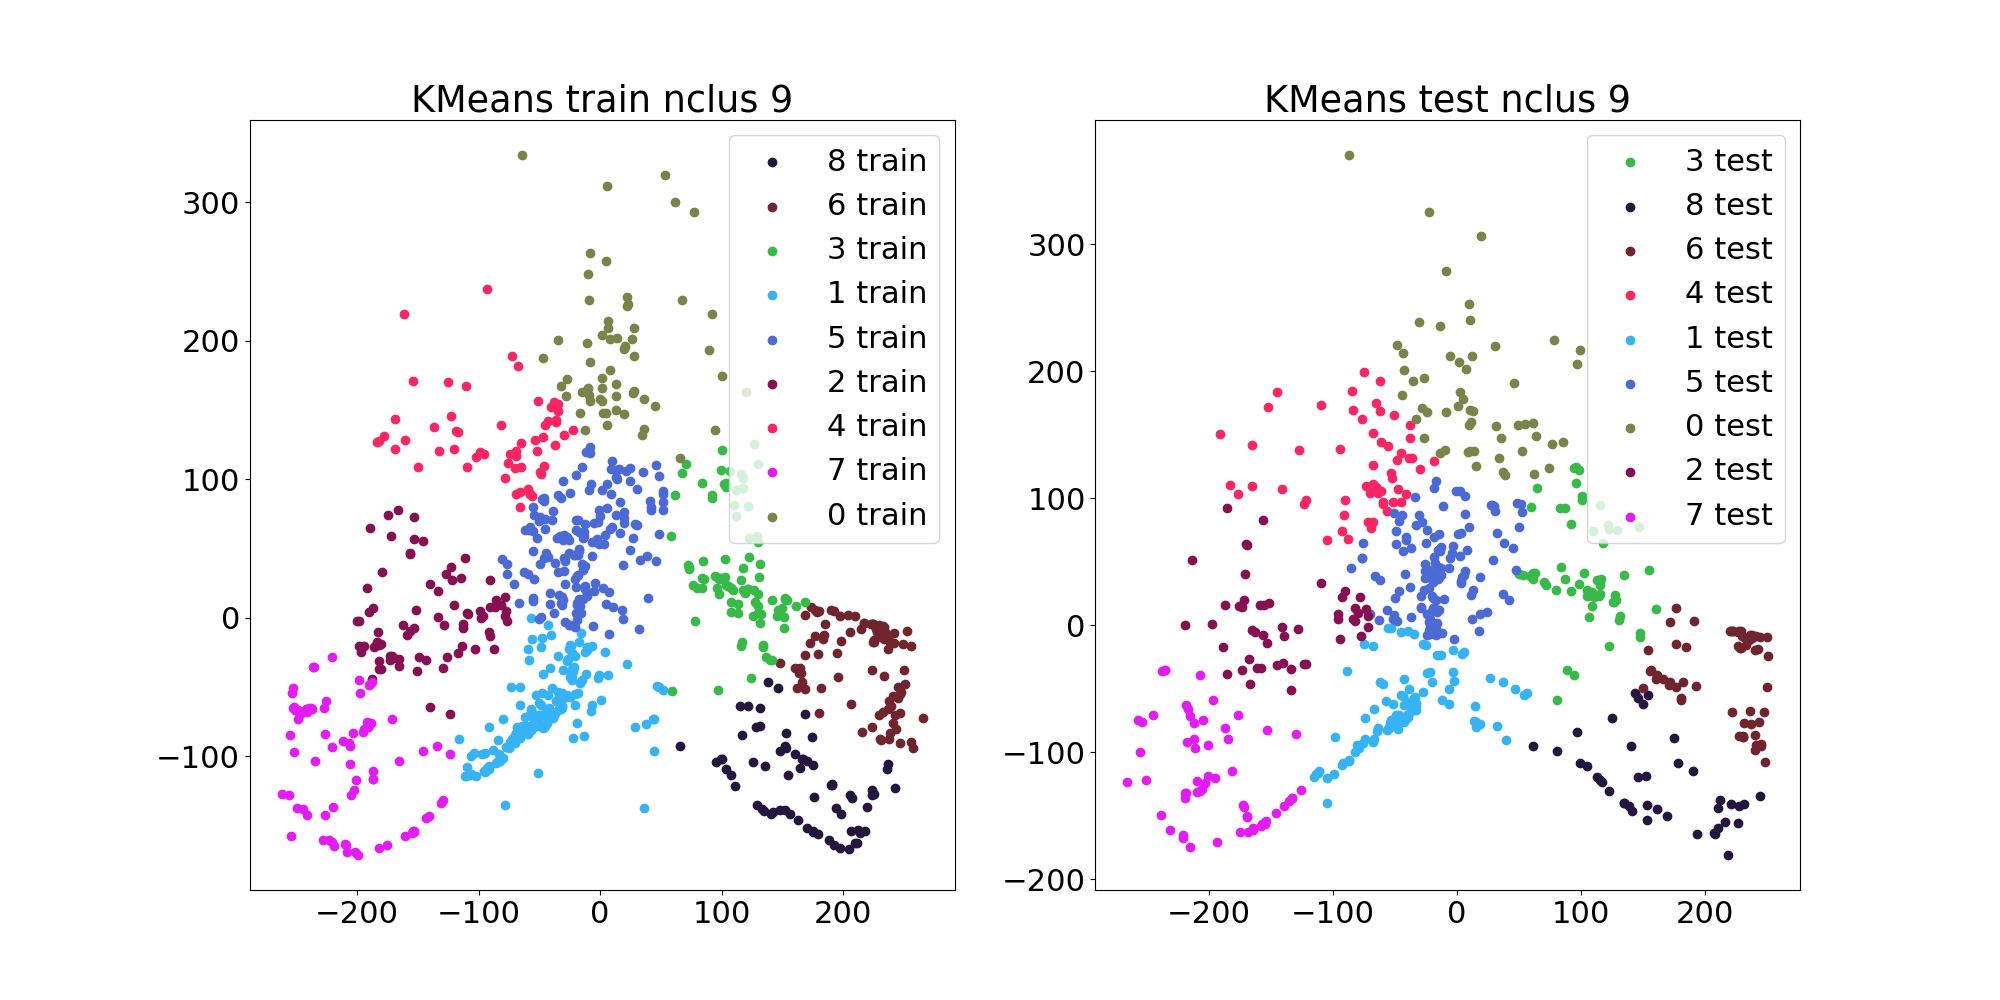 KMeans train nclus 9
300
200
100
0
−100
−200
−100
0
100
200
8 train
6 train
3 train
1 train
5 train
2 train
4 train
7 train
0 train
KMeans test nclus 9
300
200
100
0
−100
−200
−200
−100
0
100
200
3 test
8 test
6 test
4 test
1 test
5 test
0 test
2 test
7 test